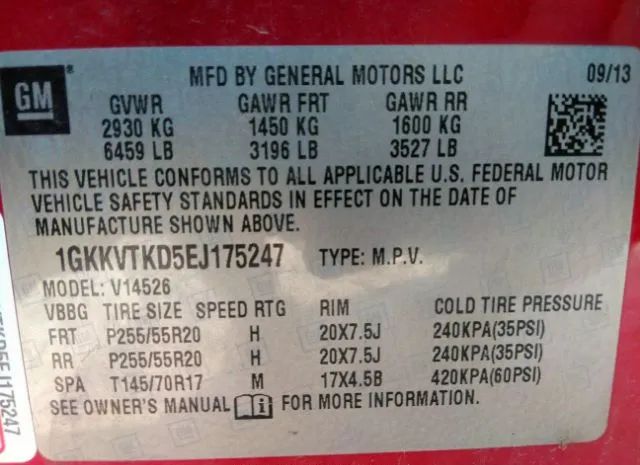 GM ® MFD BY GENERAL MOTORS LLC 09/13
GVWR GAWR FRT GAWR RR
2930 KG 1450 KG 1600 KG
6459 LB 3196 LB 3527 LB
THIS VEHICLE CONFORMS TO ALL APPLICABLE U.S. FEDERAL MOTOR
VEHICLE SAFETY STANDARDS IN EFFECT ON THE DATE OF
MANUFACTURE SHOWN ABOVE.
1GKKVTKD5EJ175247 TYPE: M.P.V.
MODEL: V14526
VBBG TIRE SIZE SPEED RTG RIM COLD TIRE PRESSURE
FRT P255/55R20 H 20X7.5J 240KPA(35PSI)
RR P255/55R20 H 20X7.5J 240KPA(35PSI)
SPA T145/70R17 M 17X4.5B 420KPA(60PSI)
SEE OWNER'S MANUAL FOR MORE INFORMATION.